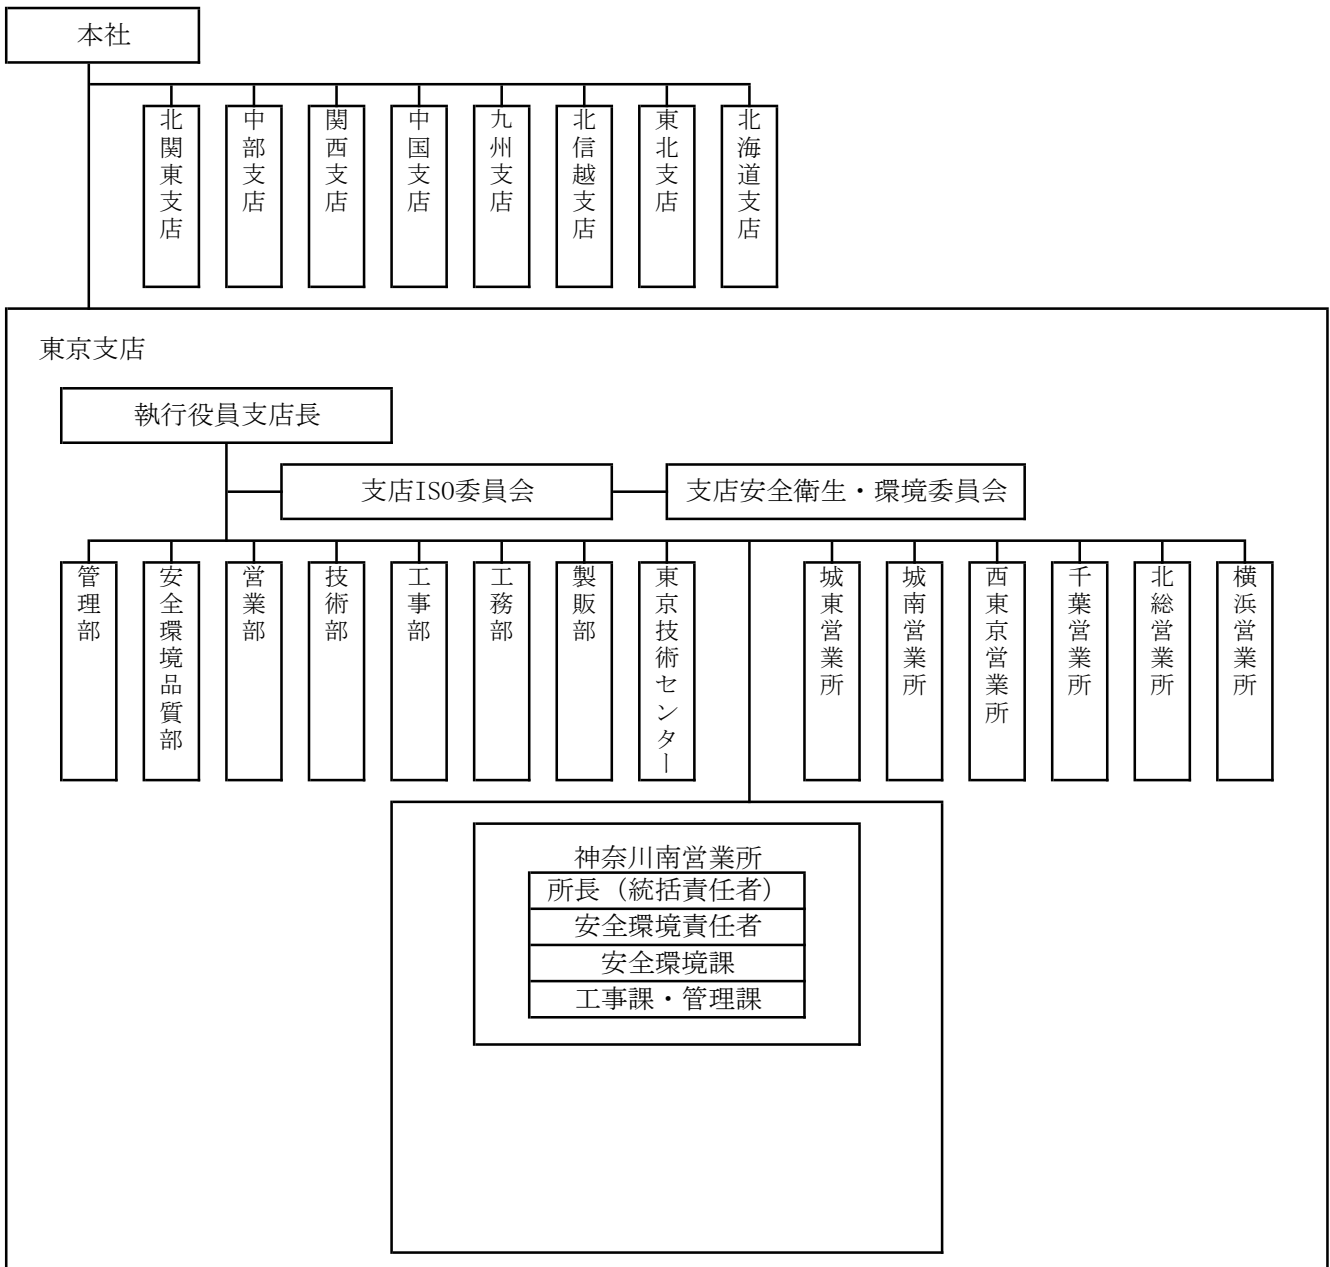 本社
北関東支店
中部支店
関西支店
中国支店
九州支店
北信越支店
東北支店
北海道支店
東京支店
執行役員支店長
支店ISO委員会
支店安全衛生・環境委員会
管理部
安全環境品質部
営業部
技術部
工事部
工務部
製販部
東京技術センター
城東営業所
城南営業所
西東京営業所
千葉営業所
北総営業所
横浜営業所
神奈川南営業所
所長（統括責任者）
安全環境責任者
安全環境課
工事課・管理課